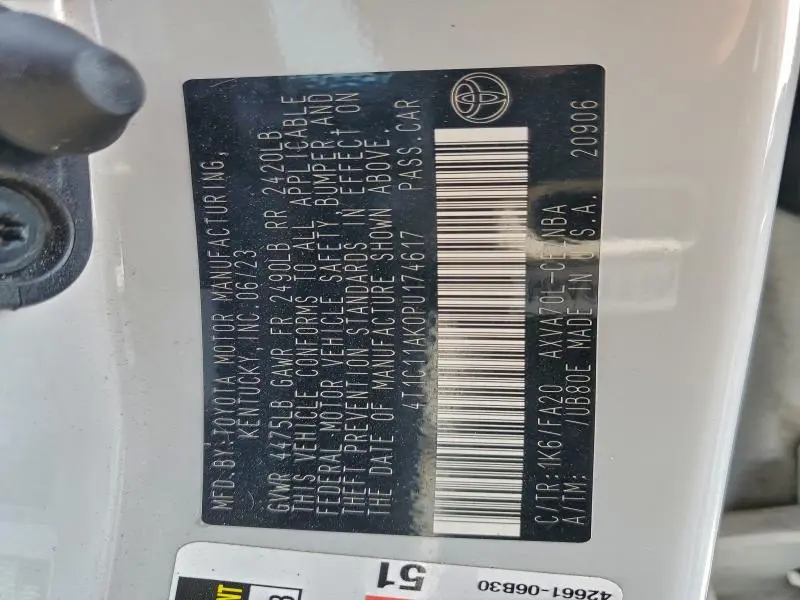 MFD.BY:TOYOTA MOTOR MANUFACTURING,
KENTUCKY, INC. 06/23
GVWR 4475LB GAWR FR 2490LB RR 2420LB
THIS VEHICLE CONFORMS TO ALL APPLICABLE
FEDERAL MOTOR VEHICLE SAFETY, BUMPER, AND
THEFT PREVENTION STANDARDS IN EFFECT ON
THE DATE OF MANUFACTURE SHOWN ABOVE.
4T1C11AK0PU174617 PASS.CAR
C/TR:1K6/FA20
A/TM: /UB80E MADE IN U.S.A. 20906
51
42661-06B30